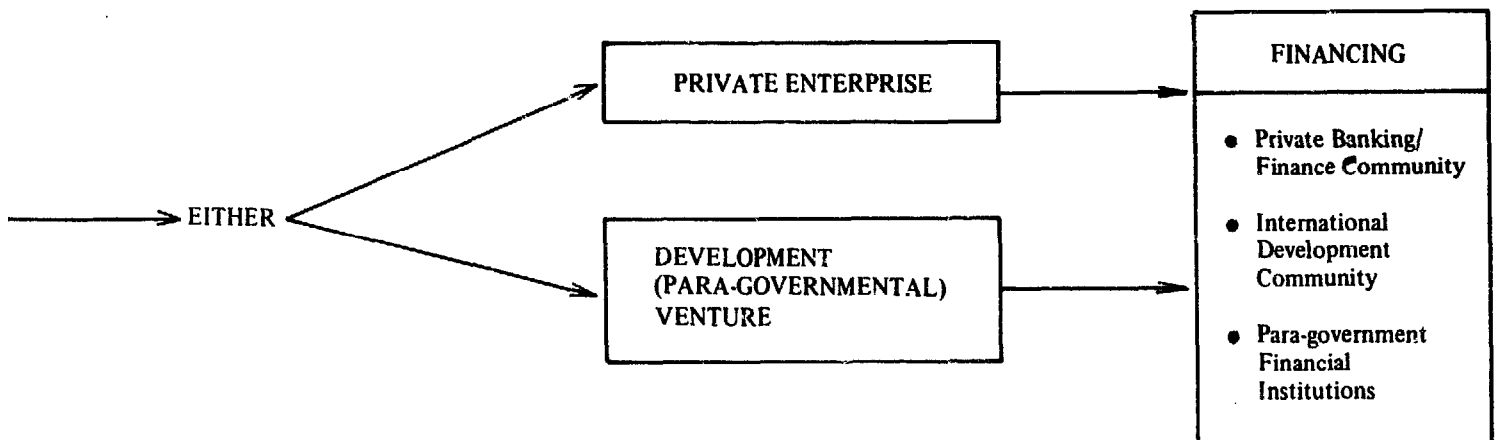 EITHER
PRIVATE ENTERPRISE
DEVELOPMENT
(PARA-GOVERNMENTAL)
VENTURE
FINANCING
• Private Banking/
Finance Community
• International
Development
Community
• Para-government
Financial
Institutions